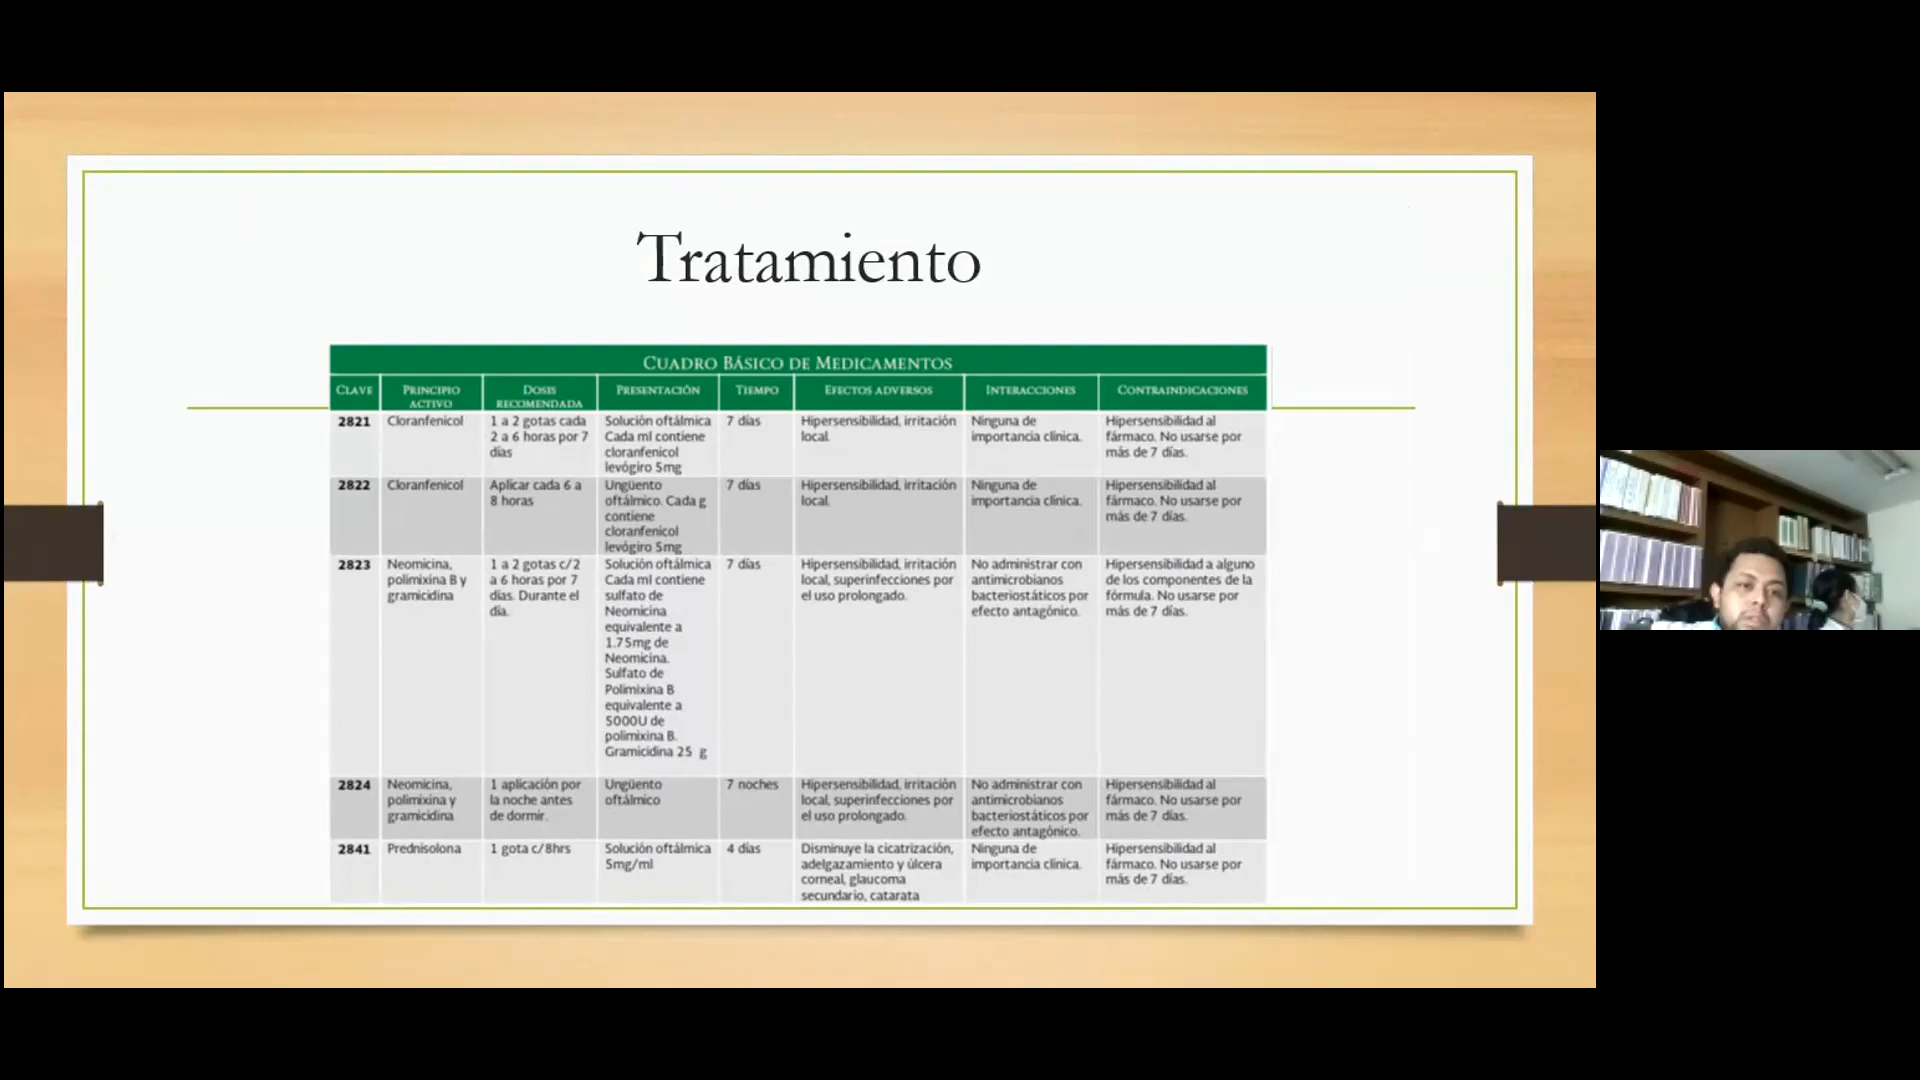 Tratamiento
CUADRO BÁSICO DE MEDICAMENTOS
CLAVE
PRINCIPIO
ACTIVO
DOSIS
RECOMENDADA
PRESENTACIÓN
TIEMPO
EFECTOS ADVERSOS
INTERACCIONES
CONTRAINDICACIONES
2821
Cloranfenicol
1 a 2 gotas cada
2 a 6 horas por 7
días
Solución oftálmica
Cada ml contiene
cloranfenicol
levógiro 5mg
7 días
Hipersensibilidad, irritación
local.
Ninguna de
importancia clínica.
Hipersensibilidad al
fármaco. No usarse por
más de 7 días.
2822
Cloranfenicol
Aplicar cada 6 a
8 horas
Ungüento
oftálmico. Cada g
contiene
cloranfenicol
levógiro 5mg
7 días
Hipersensibilidad, irritación
local.
Ninguna de
importancia clínica.
Hipersensibilidad al
fármaco. No usarse por
más de 7 días.
2823
Neomicina,
polimixina B y
gramicidina
1 a 2 gotas c/2
a 6 horas por 7
días. Durante el
día.
Solución oftálmica
Cada ml contiene
sulfato de
Neomicina
equivalente a
1.75mg de
Neomicina.
Sulfato de
Polimixina B
equivalente a
5000U de
polimixina B.
Gramicidina 25 g
7 días
Hipersensibilidad, irritación
local, superinfecciones por
el uso prolongado.
No administrar con
antimicrobianos
bacteriostáticos por
efecto antagónico.
Hipersensibilidad a alguno
de los componentes de la
fórmula. No usarse por
más de 7 días.
2824
Neomicina,
polimixina y
gramicidina
1 aplicación por
la noche antes
de dormir.
Ungüento
oftálmico
7 noches
Hipersensibilidad, irritación
local, superinfecciones por
el uso prolongado.
No administrar con
antimicrobianos
bacteriostáticos por
efecto antagónico.
Hipersensibilidad al
fármaco. No usarse por
más de 7 días.
2841
Prednisolona
1 gota c/8hrs
Solución oftálmica
5mg/ml
4 días
Disminuye la cicatrización,
adelgazamiento y úlcera
corneal, glaucoma
secundario, catarata
Ninguna de
importancia clínica.
Hipersensibilidad al
fármaco. No usarse por
más de 7 días.